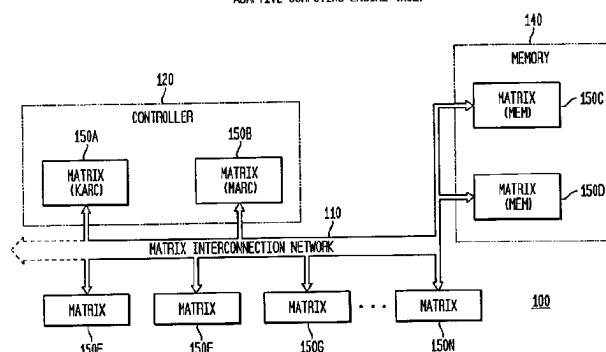 140
MEMORY
120
CONTROLLER
150A
MATRIX
(KARC)
150B
MATRIX
(MARC)
MATRIX
(MEM)
150C
MATRIX
(MEM)
150D
110
MATRIX INTERCONNECTION NETWORK
MATRIX
MATRIX
MATRIX
MATRIX
100
150E
150F
150G
150N